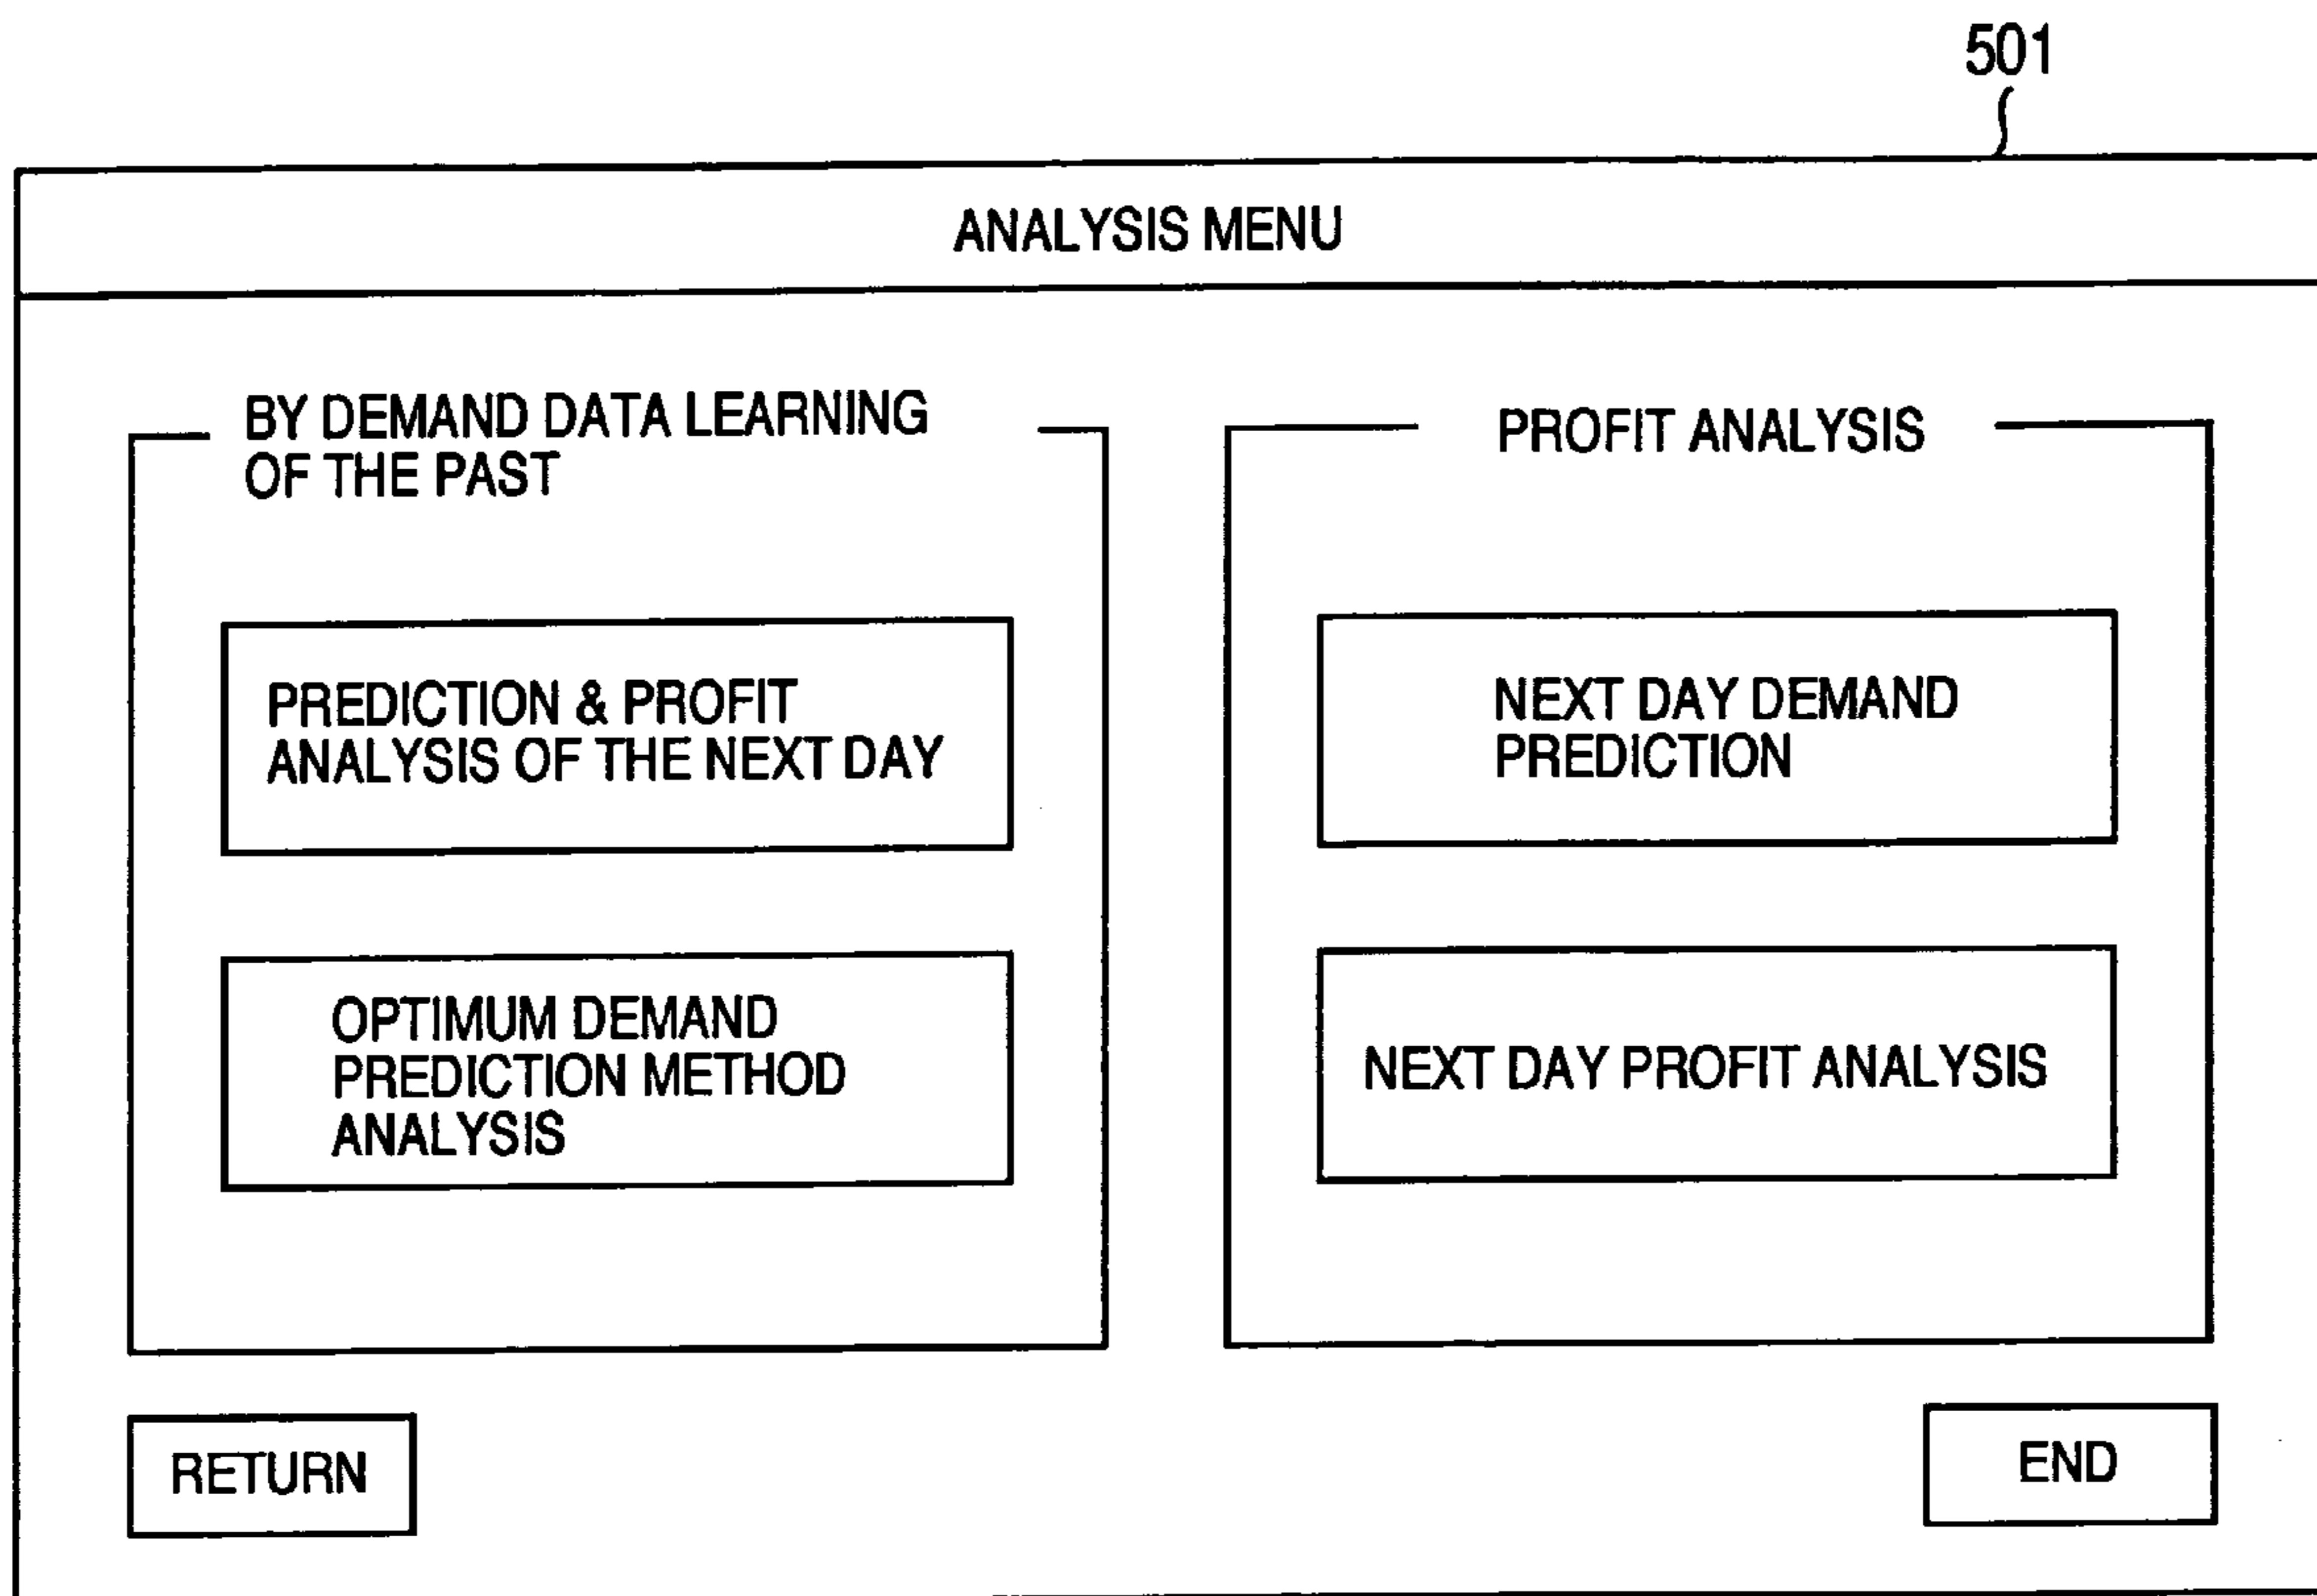 501
ANALYSIS MENU
BY DEMAND DATA LEARNING
OF THE PAST
PREDICTION & PROFIT
ANALYSIS OF THE NEXT DAY
OPTIMUM DEMAND
PREDICTION METHOD
ANALYSIS
PROFIT ANALYSIS
NEXT DAY DEMAND
PREDICTION
NEXT DAY PROFIT ANALYSIS
RETURN
END